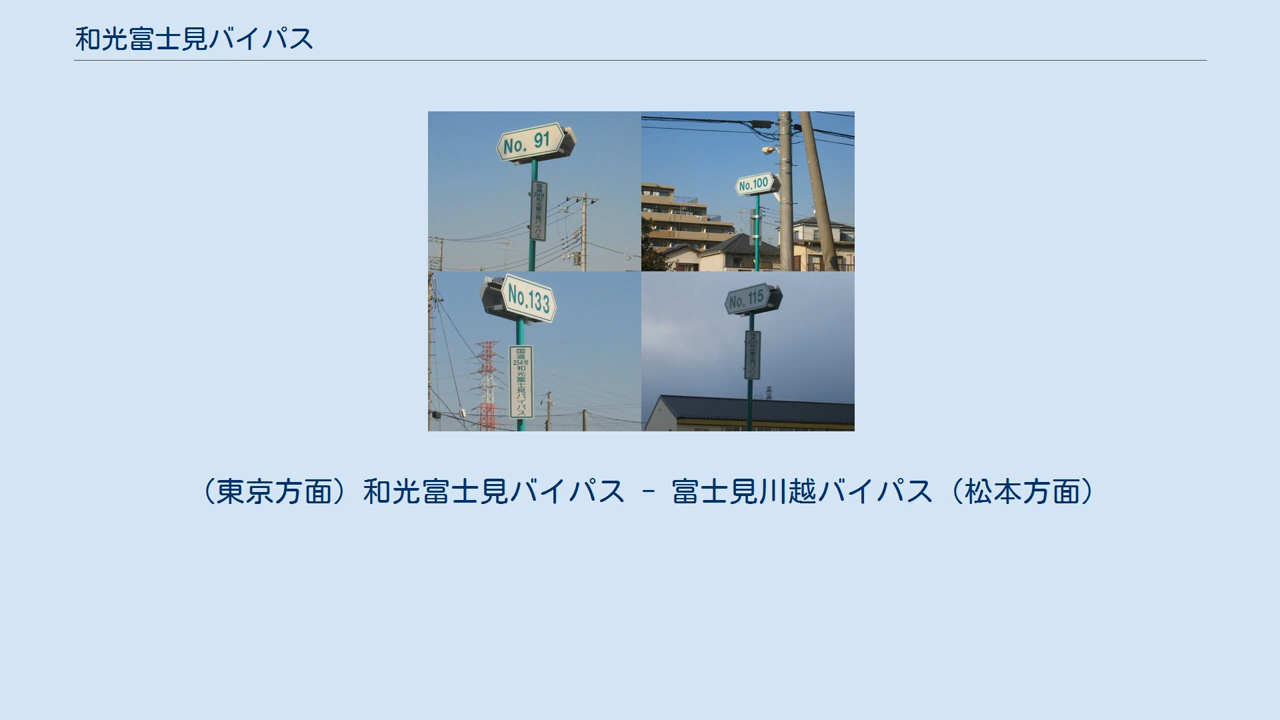 和光富士見バイパス
No. 91
No.100
No.133
国道
254号
和光富士見バイパス
No. 115
（東京方面）和光富士見バイパス － 富士見川越バイパス（松本方面）